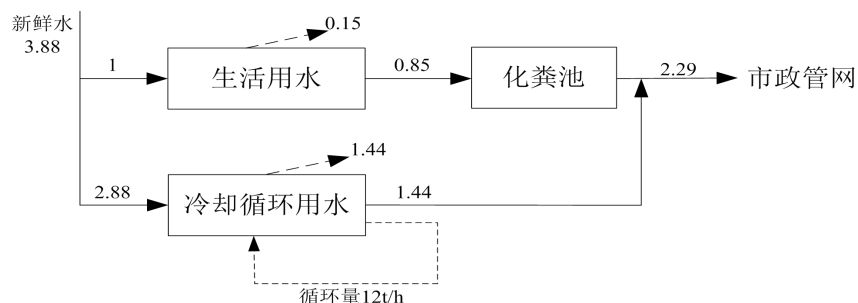 新鲜水
3.88
0.15
1
生活用水
0.85
化粪池
2.29
市政管网
1.44
2.88
冷却循环用水
1.44
循环量12t/h